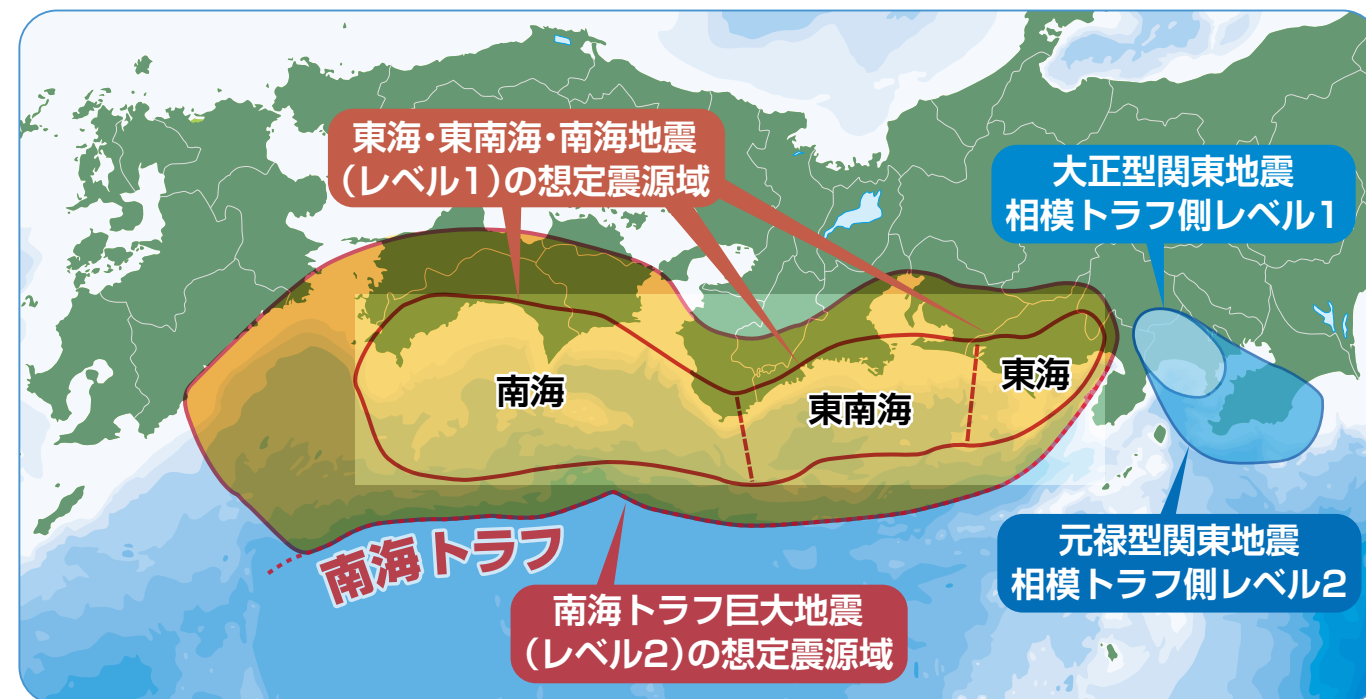 東海・東南海・南海地震
（レベル1）の想定震源域
大正型関東地震
相模トラフ側レベル1
南海
東南海
東海
南海トラフ
元禄型関東地震
相模トラフ側レベル2
南海トラフ巨大地震
（レベル2）の想定震源域